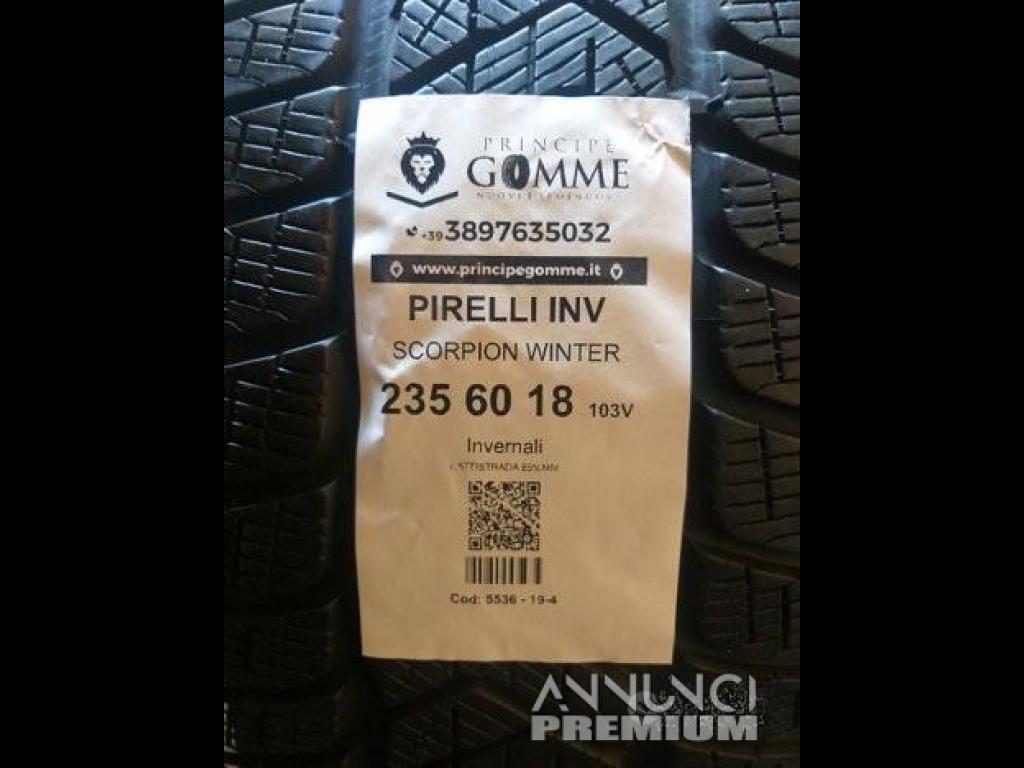 PRINCIPE
GOMME
+39 3897635032
www.principegomme.it
PIRELLI INV
SCORPION WINTER
235 60 18 103V
Invernali
Cod: 5536 - 19-4
ANNUNCI
PREMIUM